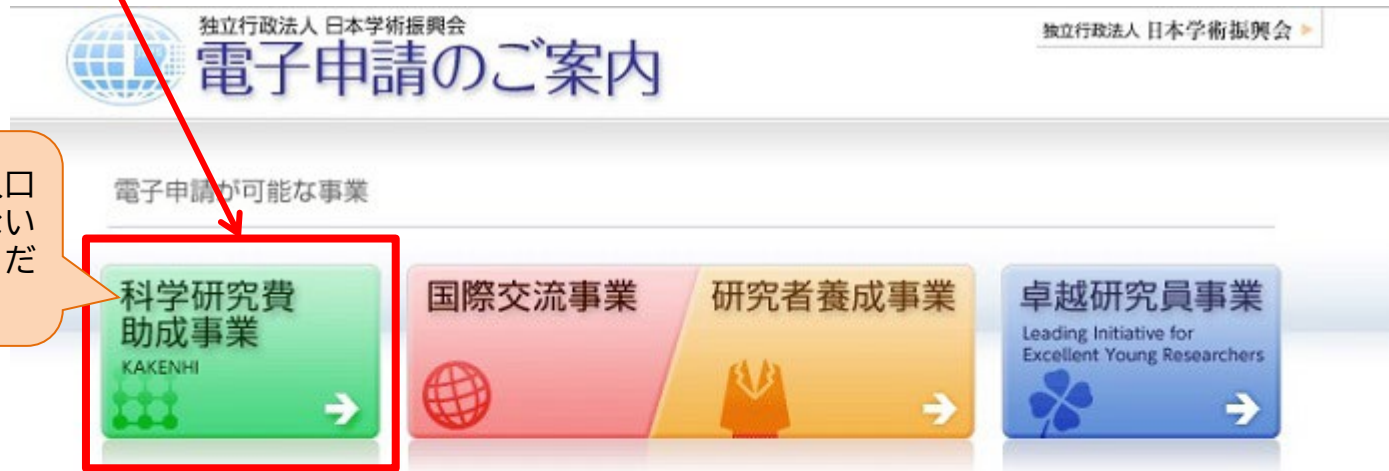 独立行政法人 日本学術振興会
電子申請のご案内
独立行政法人 日本学術振興会
電子申請が可能な事業
口
い
だ
科学研究費
助成事業
KAKENHI
国際交流事業
研究者養成事業
卓越研究員事業
Leading Initiative for
Excellent Young Researchers